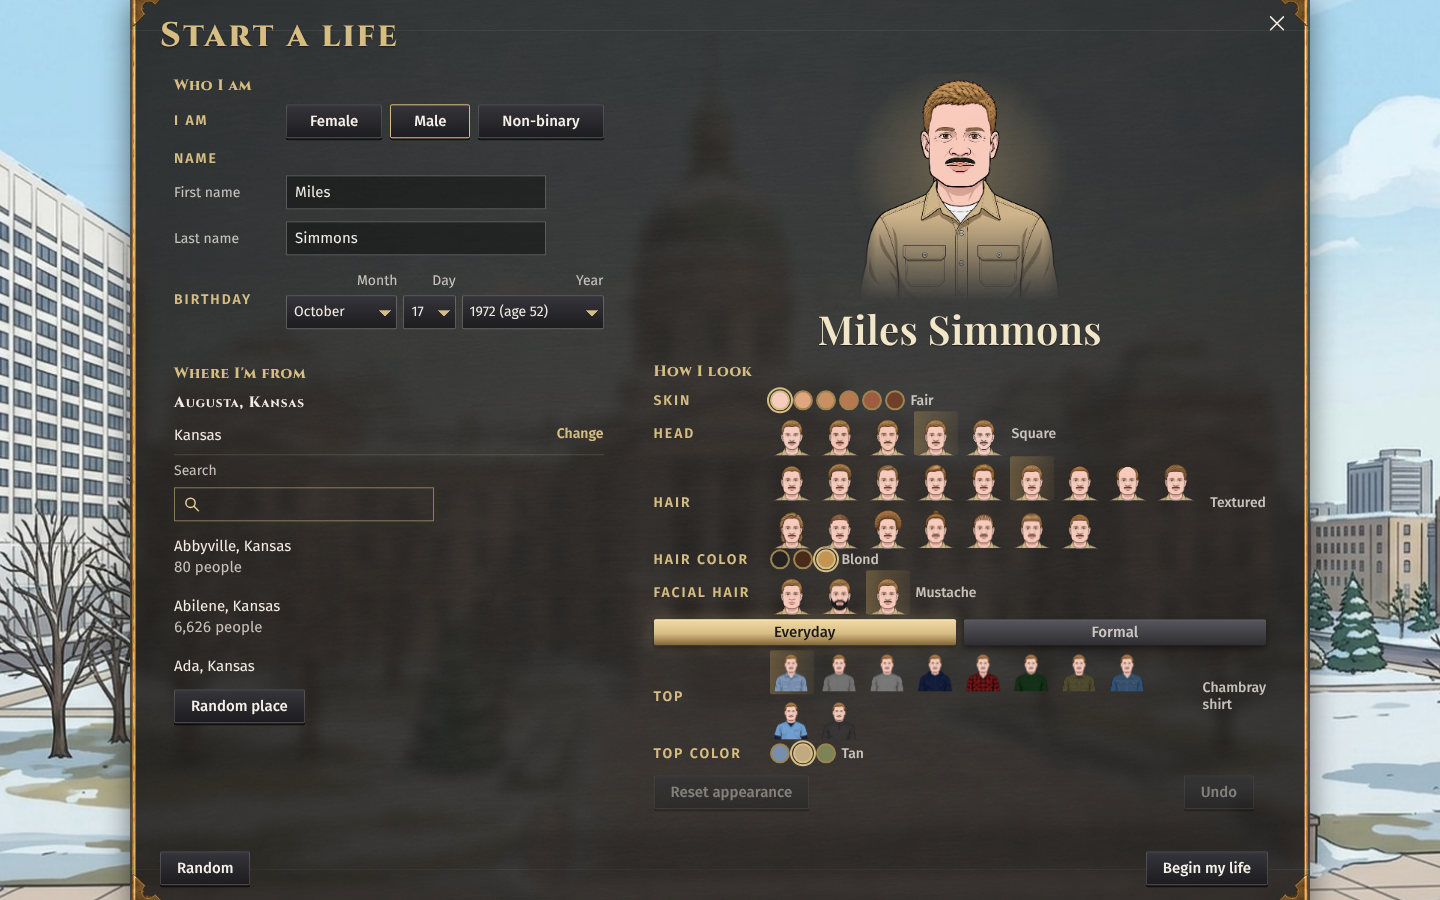 Start a life
Who I am
I AM
Female
Male
Non-binary
NAME
First name
Miles
Last name
Simmons
Month
Day
Year
BIRTHDAY
October
17
1972 (age 52)
Where I'm from
Augusta, Kansas
Kansas
Change
Search
Abbyville, Kansas
80 people
Abilene, Kansas
6,626 people
Ada, Kansas
Random place
Random
Miles Simmons
How I look
SKIN
Fair
HEAD
Square
HAIR
Textured
HAIR COLOR
Blond
FACIAL HAIR
Mustache
Everyday
Formal
TOP
Chambray
shirt
TOP COLOR
Tan
Reset appearance
Undo
Begin my life